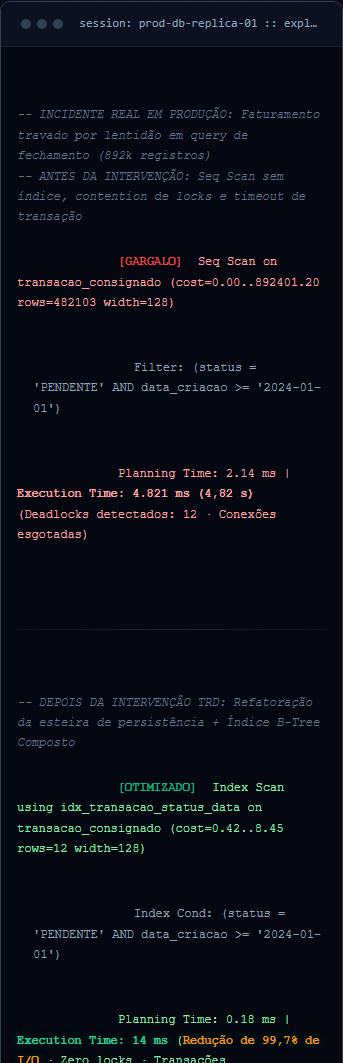 session: prod-db-replica-01 :: expl…
-- INCIDENTE REAL EM PRODUÇÃO: Faturamento
travado por lentidão em query de
fechamento (892k registros)
-- ANTES DA INTERVENÇÃO: Seq Scan sem
índice, contention de locks e timeout de
transação
[GARGALO] Seq Scan on
transacao_consignado (cost=0.00..892401.20
rows=482103 width=128)
Filter: (status =
'PENDENTE' AND data_criacao >= '2024-01-
01')
Planning Time: 2.14 ms |
Execution Time: 4.821 ms (4,82 s)
(Deadlocks detectados: 12 · Conexões
esgotadas)
-- DEPOIS DA INTERVENÇÃO TRD: Refatoração
da esteira de persistência + Índice B-Tree
Composto
[OTIMIZADO] Index Scan
using idx_transacao_status_data on
transacao_consignado (cost=0.42..8.45
rows=12 width=128)
Index Cond: (status =
'PENDENTE' AND data_criacao >= '2024-01-
01')
Planning Time: 0.18 ms |
Execution Time: 14 ms (Redução de 99,7% de
I/O · Zero locks · Transações